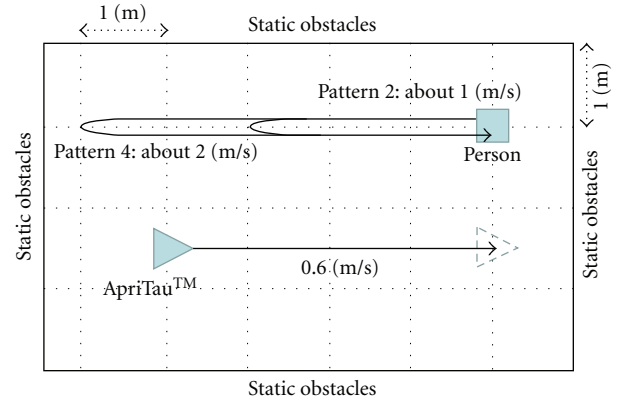 1 (m)
Static obstacles
1 (m)
Pattern 2: about 1 (m/s)
Pattern 4: about 2 (m/s)
Person
Static obstacles
Static obstacles
0.6 (m/s)
ApriTau™
Static obstacles